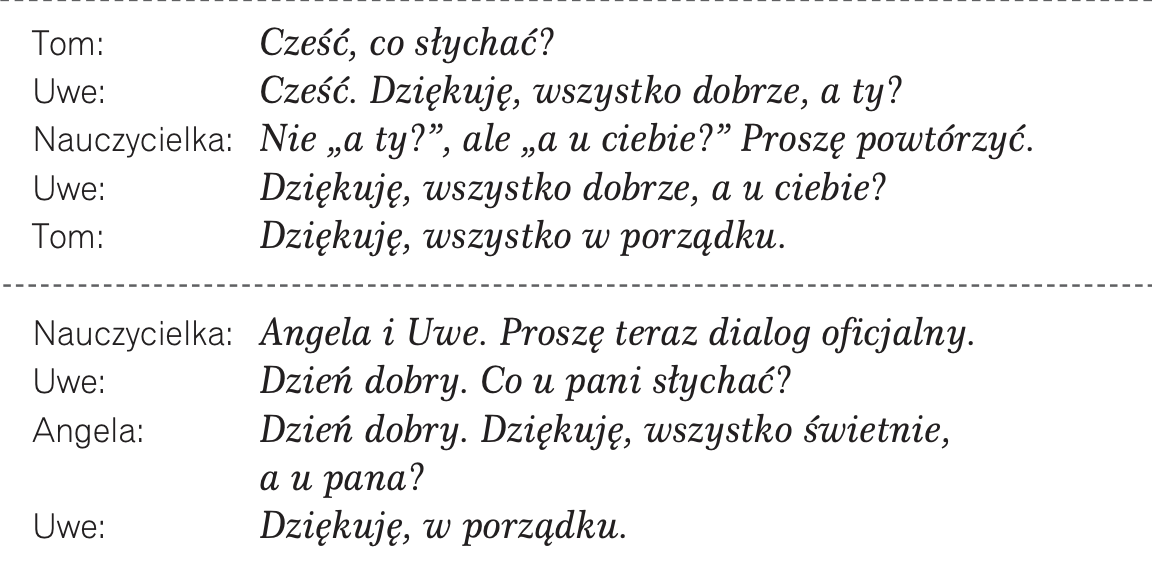 Tom: Cześć, co słychać?
Uwe: Cześć. Dziękuję, wszystko dobrze, a ty?
Nauczycielka: Nie „a ty?”, ale „a u ciebie?” Proszę powtórzyć.
Uwe: Dziękuję, wszystko dobrze, a u ciebie?
Tom: Dziękuję, wszystko w porządku.
Nauczycielka: Angela i Uwe. Proszę teraz dialog oficjalny.
Uwe: Dzień dobry. Co u pani słychać?
Angela: Dzień dobry. Dziękuję, wszystko świetnie,
a u pana?
Uwe: Dziękuję, w porządku.